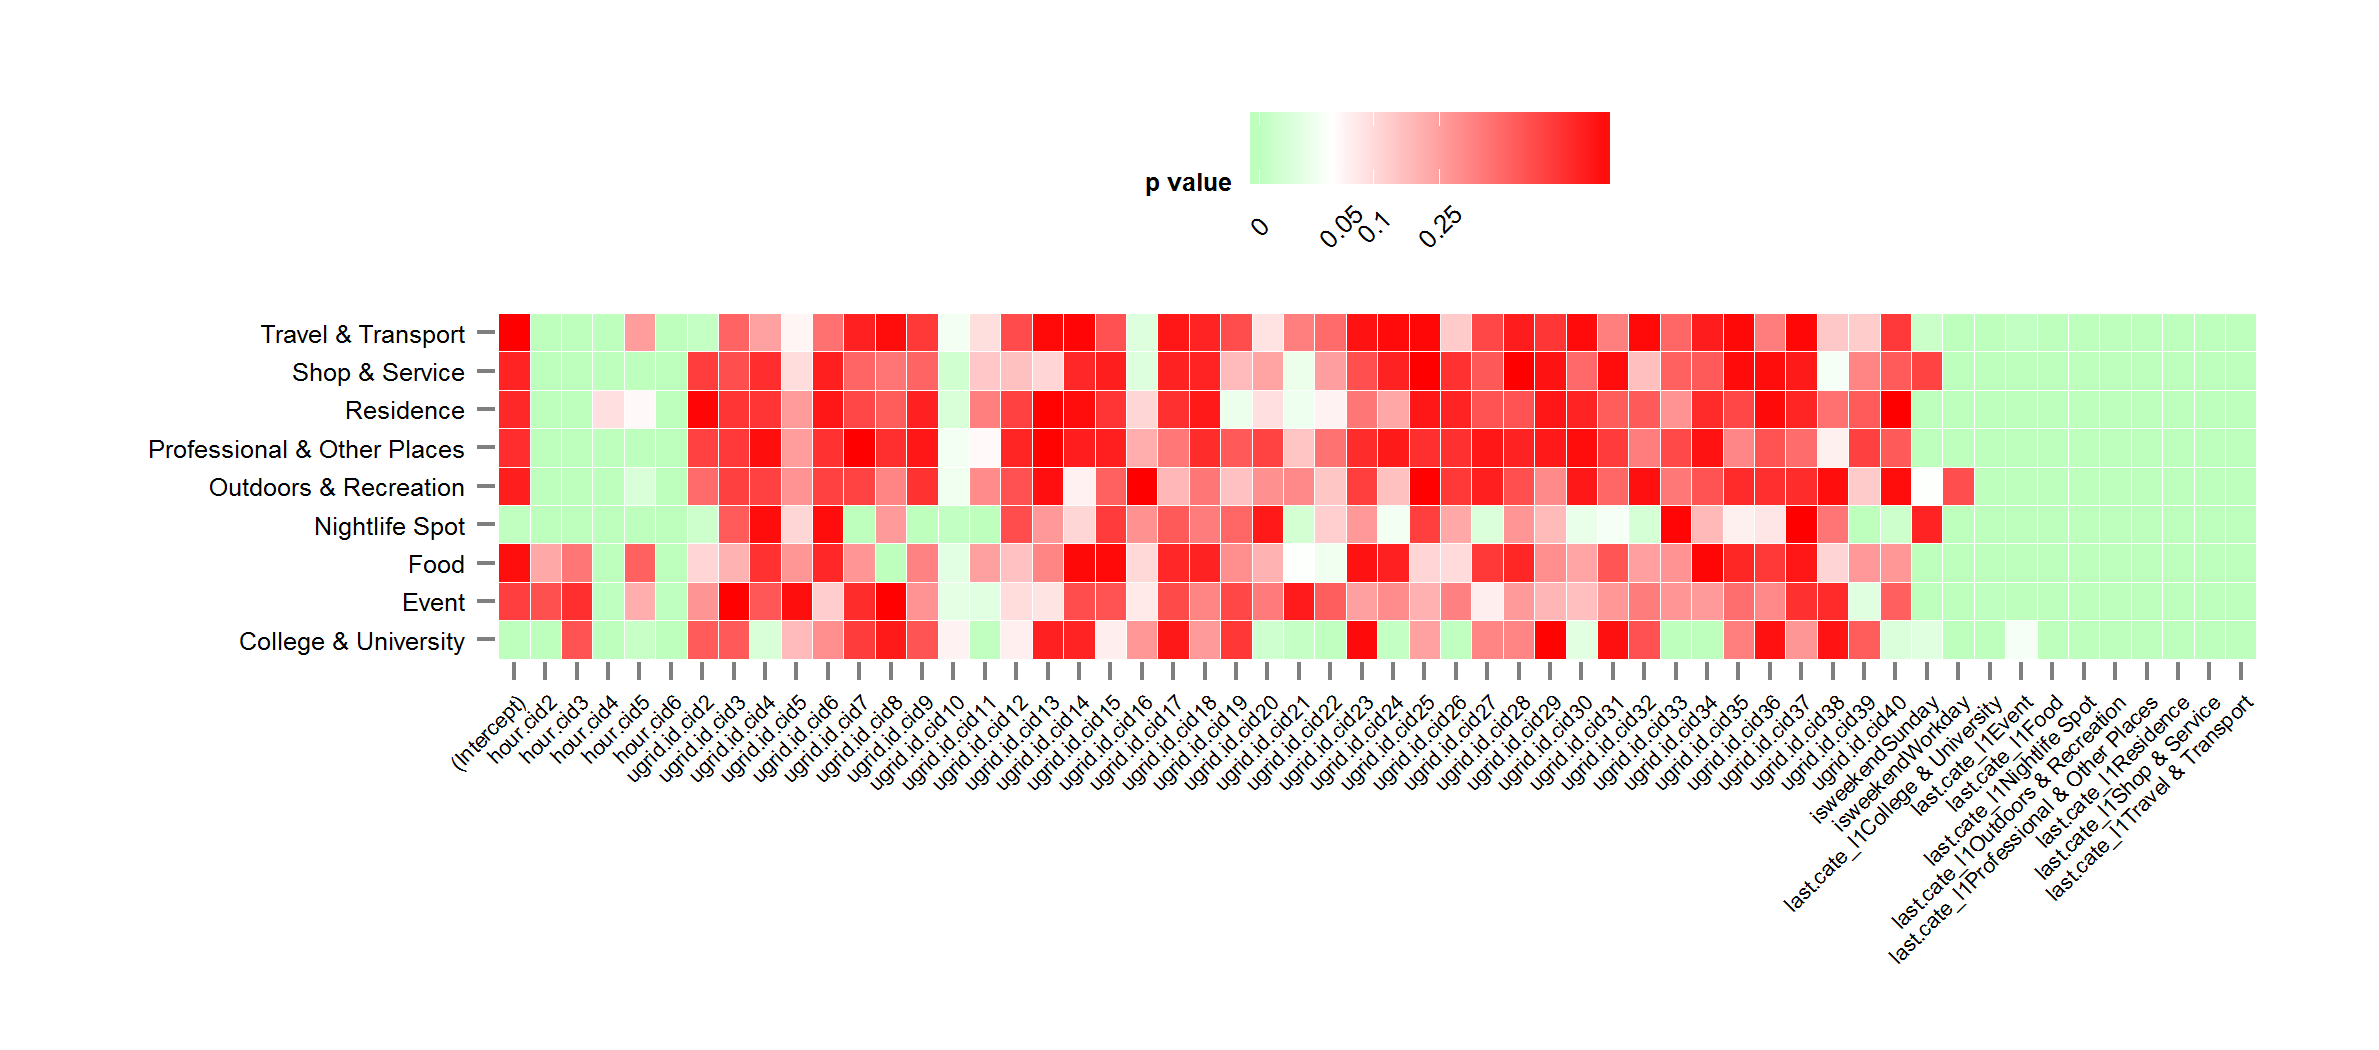 p value
0
0.05
0.1
0.25
Travel & Transport
Shop & Service
Residence
Professional & Other Places
Outdoors & Recreation
Nightlife Spot
Food
Event
College & University
(Intercept)
hour.cid2
hour.cid3
hour.cid4
hour.cid5
hour.cid6
ugrid.id.cid2
ugrid.id.cid3
ugrid.id.cid4
ugrid.id.cid5
ugrid.id.cid6
ugrid.id.cid7
ugrid.id.cid8
ugrid.id.cid9
ugrid.id.cid10
ugrid.id.cid11
ugrid.id.cid12
ugrid.id.cid13
ugrid.id.cid14
ugrid.id.cid15
ugrid.id.cid16
ugrid.id.cid17
ugrid.id.cid18
ugrid.id.cid19
ugrid.id.cid20
ugrid.id.cid21
ugrid.id.cid22
ugrid.id.cid23
ugrid.id.cid24
ugrid.id.cid25
ugrid.id.cid26
ugrid.id.cid27
ugrid.id.cid28
ugrid.id.cid29
ugrid.id.cid30
ugrid.id.cid31
ugrid.id.cid32
ugrid.id.cid33
ugrid.id.cid34
ugrid.id.cid35
ugrid.id.cid36
ugrid.id.cid37
ugrid.id.cid38
ugrid.id.cid39
ugrid.id.cid40
isweekendSunday
isweekendWorkday
last.cate_l1College & University
last.cate_l1Event
last.cate_l1Food
last.cate_l1Nightlife Spot
last.cate_l1Outdoors & Recreation
last.cate_l1Professional & Other Places
last.cate_l1Residence
last.cate_l1Shop & Service
last.cate_l1Travel & Transport